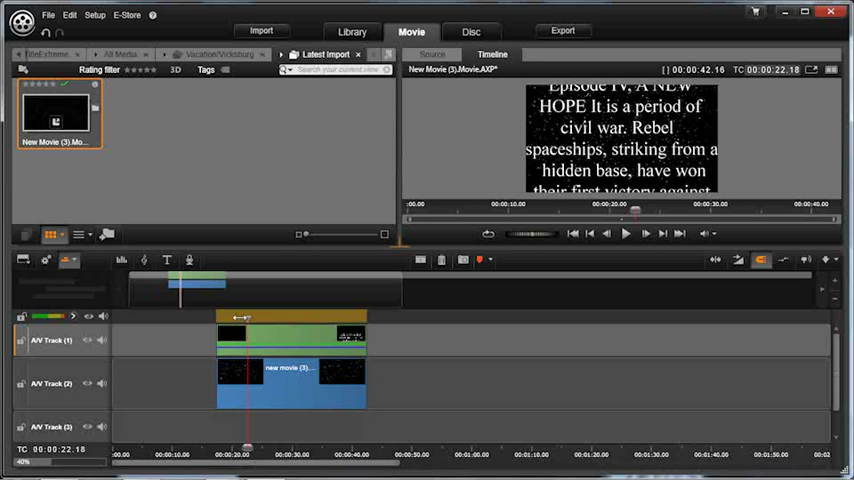 File Edit Setup E-Store
Import Library Movie Disc Export
TitleExtreme... All Media Vacation/Vicksburg Latest Import
Source Timeline
Rating filter 3D Tags Search your current view
New Movie (3).Movie.AXP* [ ] 00:00:42.16 TC 00:00:22.18
New Movie (3).Mo...
Episode IV, A NEW
HOPE It is a period of
civil war. Rebel
spaceships, striking from a
hidden base, have won
their first victory against
:00.00 00:00:10.00 00:00:20.00 00:00:30.00 00:00:40.00
A/V Track (1)
new movie (3)....
A/V Track (2)
A/V Track (3)
TC 00:00:22.18
:00.00 00:00:10.00 00:00:20.00 00:00:30.00 00:00:40.00 00:00:50.00 00:01:00.00 00:01:10.00 00:01:20.00 00:01:30.00 00:01:40.00 00:01:50.00 00:02
40%